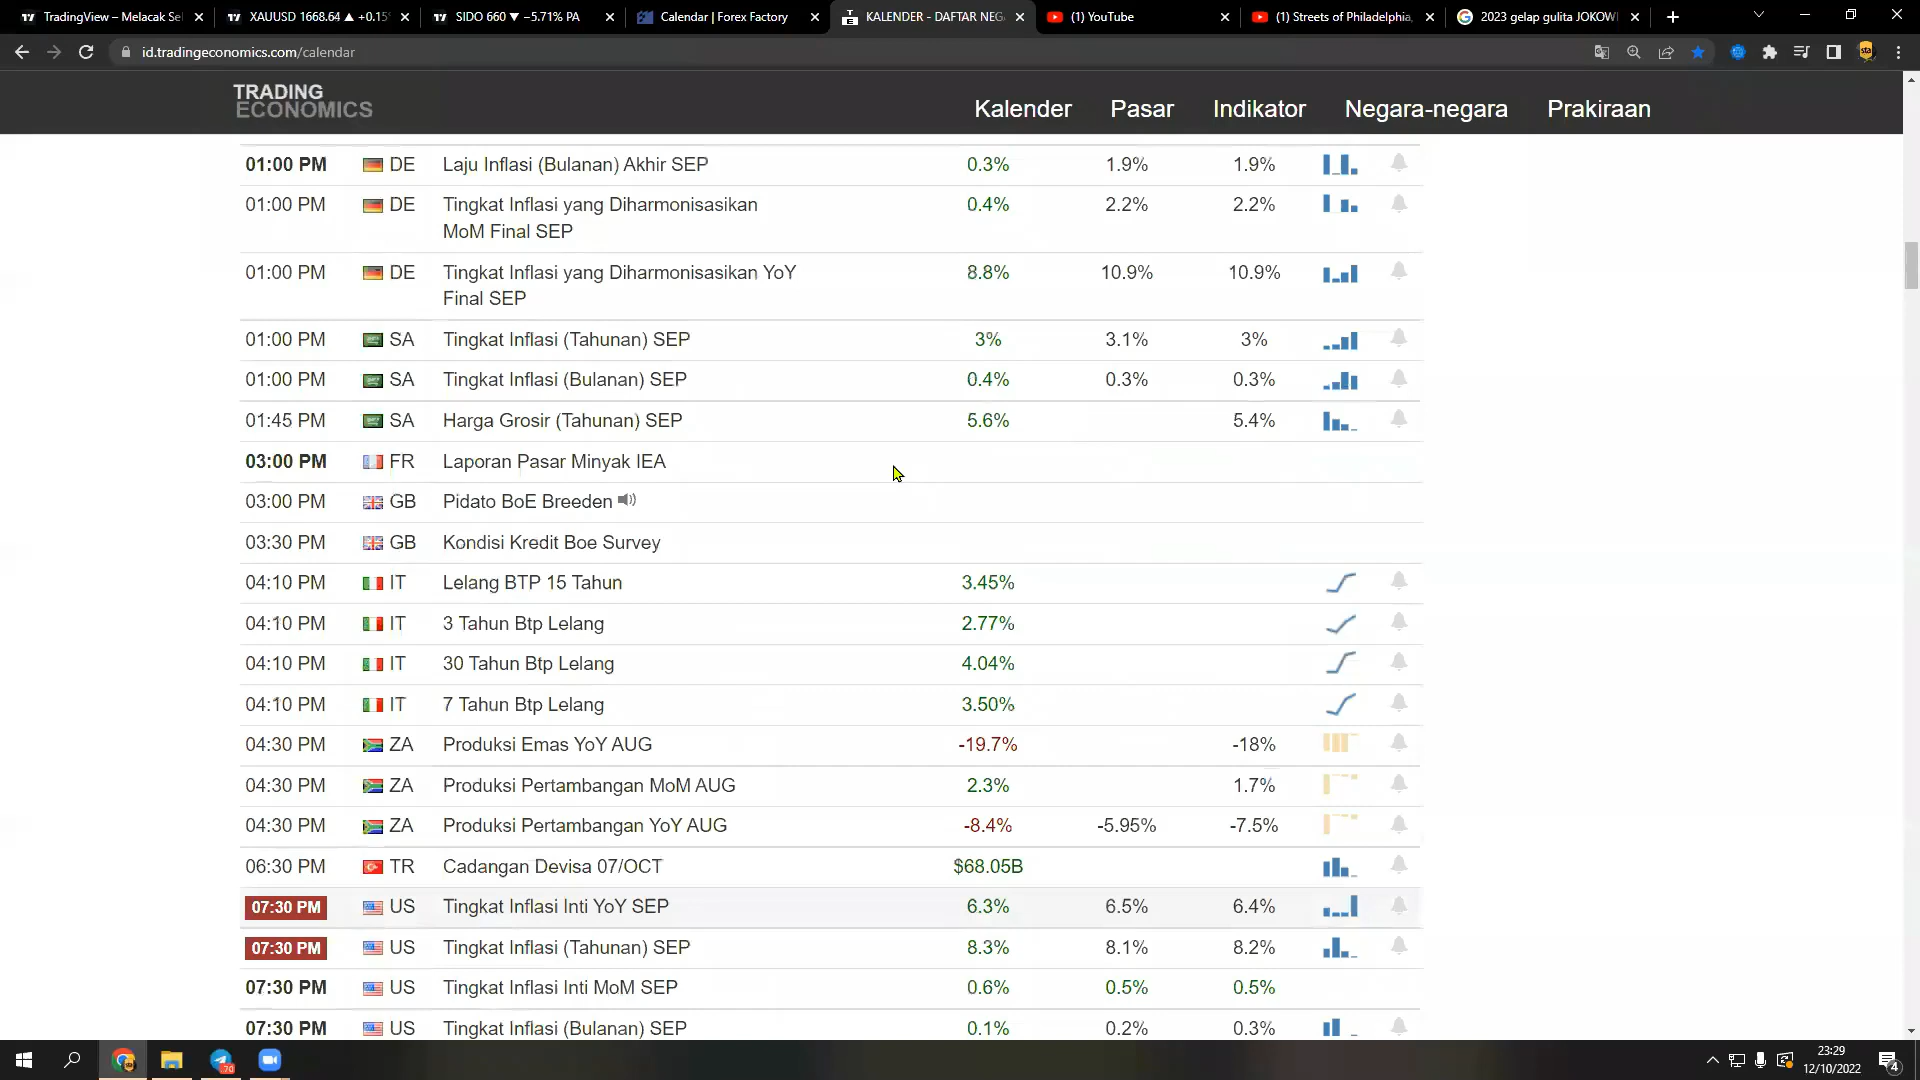 TradingView – Melacak Se
XAUUSD 1668.64 ▲ +0.15
SIDO 660 ▼ −5.71% PA
Calendar | Forex Factory
KALENDER - DAFTAR NEG
(1) YouTube
(1) Streets of Philadelphia,
2023 gelap gulita JOKOW
id.tradingeconomics.com/calendar
TRADING
ECONOMICS
Kalender Pasar Indikator Negara-negara Prakiraan
01:00 PM DE Laju Inflasi (Bulanan) Akhir SEP 0.3% 1.9% 1.9%
01:00 PM DE Tingkat Inflasi yang Diharmonisasikan 0.4% 2.2% 2.2%
MoM Final SEP
01:00 PM DE Tingkat Inflasi yang Diharmonisasikan YoY 8.8% 10.9% 10.9%
Final SEP
01:00 PM SA Tingkat Inflasi (Tahunan) SEP 3% 3.1% 3%
01:00 PM SA Tingkat Inflasi (Bulanan) SEP 0.4% 0.3% 0.3%
01:45 PM SA Harga Grosir (Tahunan) SEP 5.6% 5.4%
03:00 PM FR Laporan Pasar Minyak IEA
03:00 PM GB Pidato BoE Breeden
03:30 PM GB Kondisi Kredit Boe Survey
04:10 PM IT Lelang BTP 15 Tahun 3.45%
04:10 PM IT 3 Tahun Btp Lelang 2.77%
04:10 PM IT 30 Tahun Btp Lelang 4.04%
04:10 PM IT 7 Tahun Btp Lelang 3.50%
04:30 PM ZA Produksi Emas YoY AUG -19.7% -18%
04:30 PM ZA Produksi Pertambangan MoM AUG 2.3% 1.7%
04:30 PM ZA Produksi Pertambangan YoY AUG -8.4% -5.95% -7.5%
06:30 PM TR Cadangan Devisa 07/OCT $68.05B
07:30 PM US Tingkat Inflasi Inti YoY SEP 6.3% 6.5% 6.4%
07:30 PM US Tingkat Inflasi (Tahunan) SEP 8.3% 8.1% 8.2%
07:30 PM US Tingkat Inflasi Inti MoM SEP 0.6% 0.5% 0.5%
07:30 PM US Tingkat Inflasi (Bulanan) SEP 0.1% 0.2% 0.3%
70
23:29
12/10/2022
4